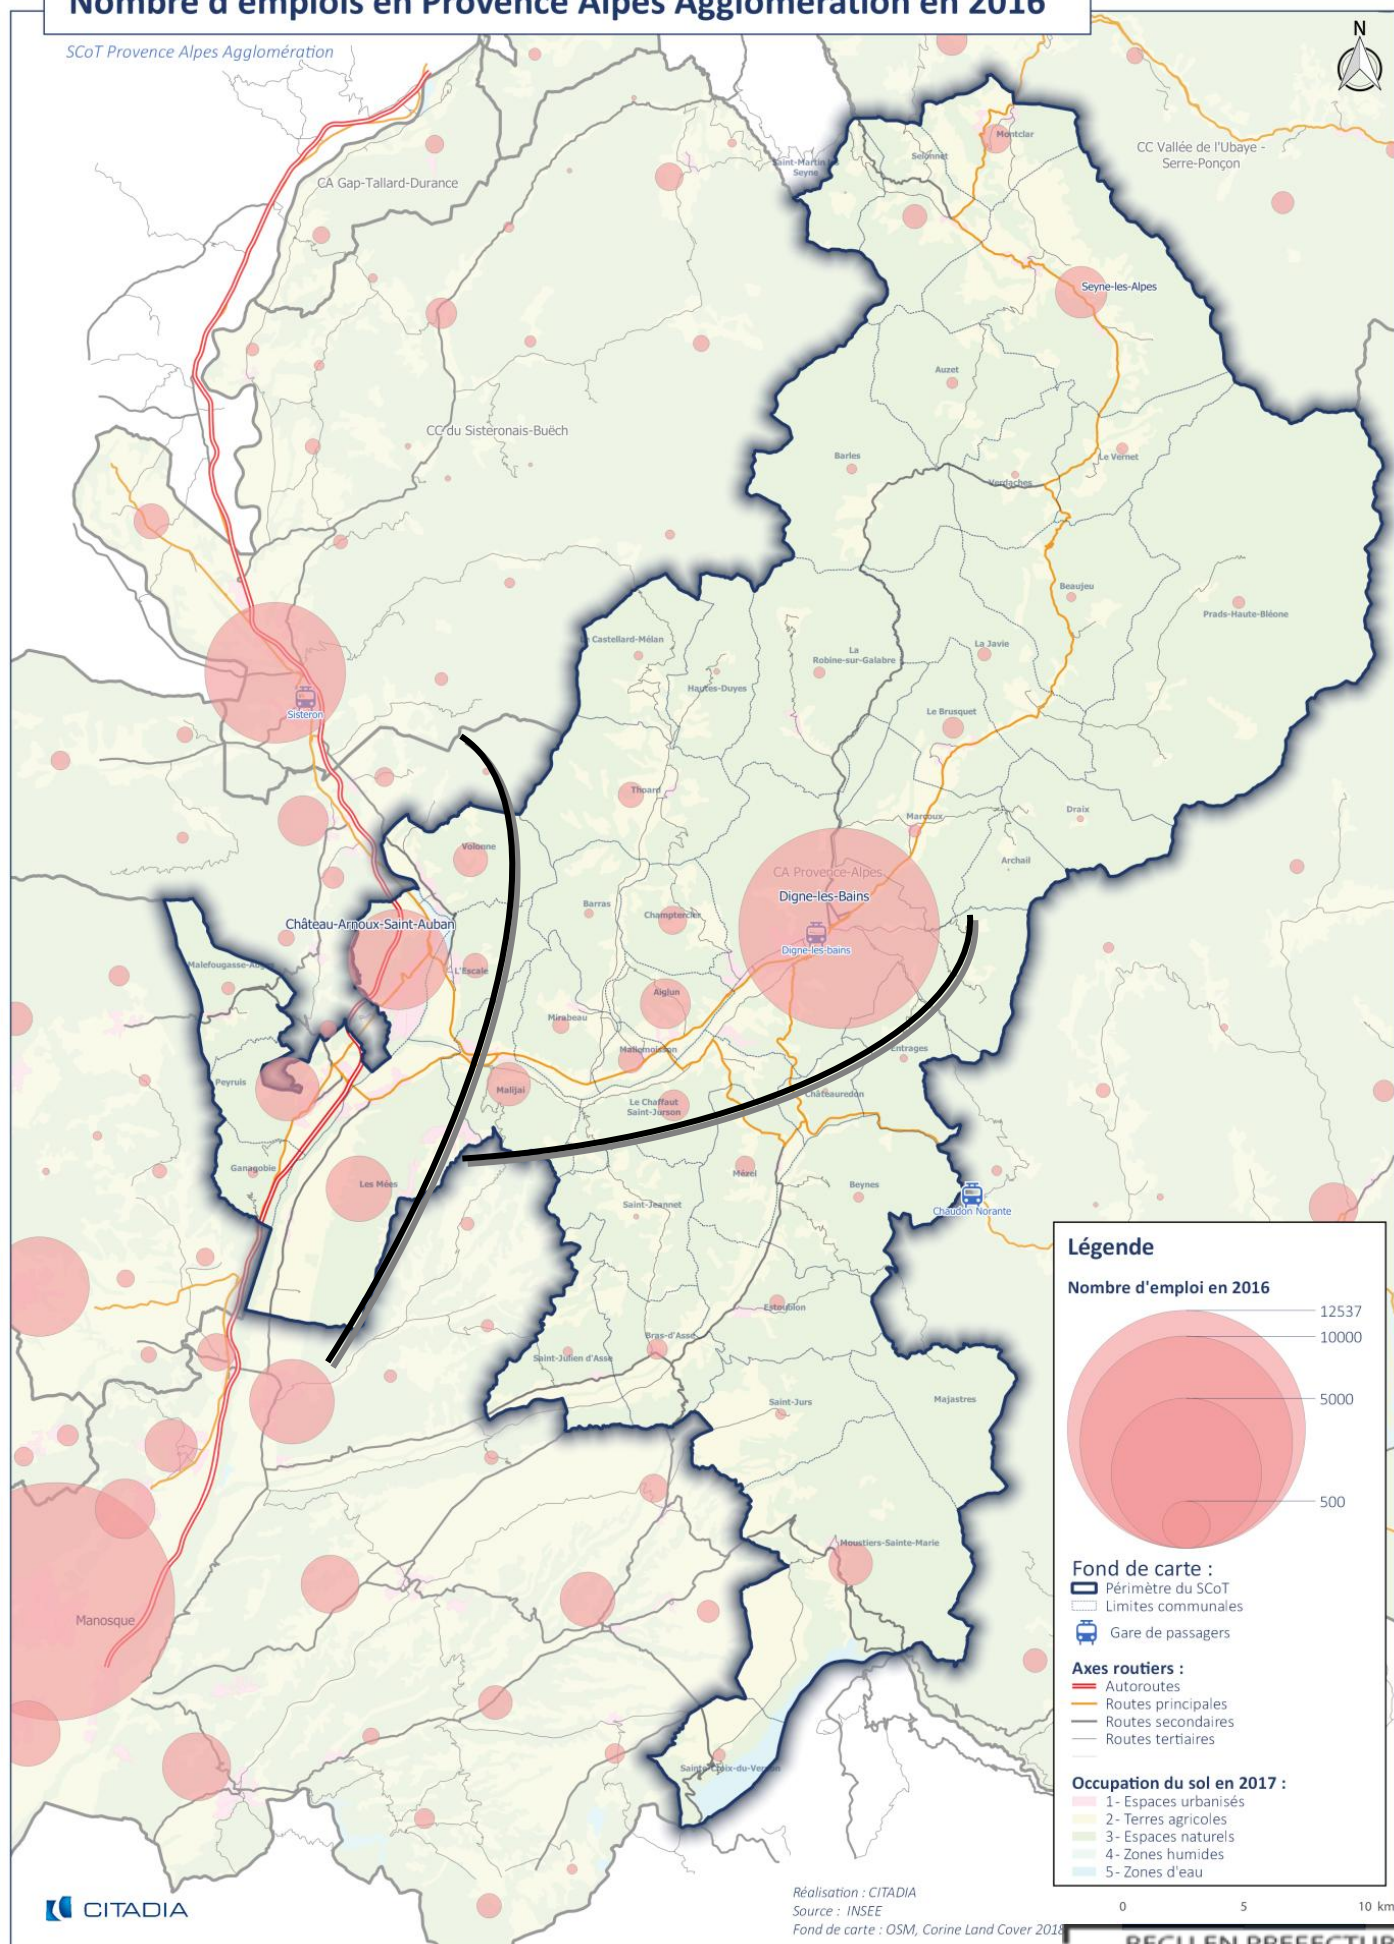 Nombre d'emplois en Provence Alpes Agglomération en 2016
SCoT Provence Alpes Agglomération
N
Montclar
Selonnet
Saint-Martin
Seyne
CC Vallée de l'Ubaye -
Serre-Ponçon
CA Gap-Tallard-Durance
Seyne-les-Alpes
Auzet
CC du Sisteronais-Buëch
Barles
Le Vernet
Verdaches
Beaujeu
Prads-Haute-Bléone
Castellard-Mélan
La
Robine-sur-Galabre
La Javie
Hautes-Duyes
Sisteron
Le Brusquet
Thoard
Draix
Marcoux
Volonne
Archail
CA Provence-Alpes
Digne-les-Bains
Barras
Champtercier
Château-Arnoux-Saint-Auban
Digne-les-bains
Malefougasse-Auges
L'Escale
Aiglun
Mirabeau
Mallemoisson
Entrages
Peyruis
Malijai
Châteauredon
Le Chaffaut
Saint-Jurson
Ganagobie
Les Mées
Mézel
Beynes
Saint-Jeannet
Chaudon Norante
Estoublon
Bras-d'Asse
Saint-Julien d'Asse
Saint-Jurs
Majastres
Moustiers-Sainte-Marie
Manosque
Sainte-Croix-du-Verdon
Légende
Nombre d'emploi en 2016
12537
10000
5000
500
Fond de carte :
Périmètre du SCoT
Limites communales
Gare de passagers
Axes routiers :
Autoroutes
Routes principales
Routes secondaires
Routes tertiaires
Occupation du sol en 2017 :
1- Espaces urbanisés
2- Terres agricoles
3- Espaces naturels
4- Zones humides
5- Zones d'eau
CITADIA
Réalisation : CITADIA
Source : INSEE
Fond de carte : OSM, Corine Land Cover 2018
0 5 10 km
REÇU EN PREFECTUR